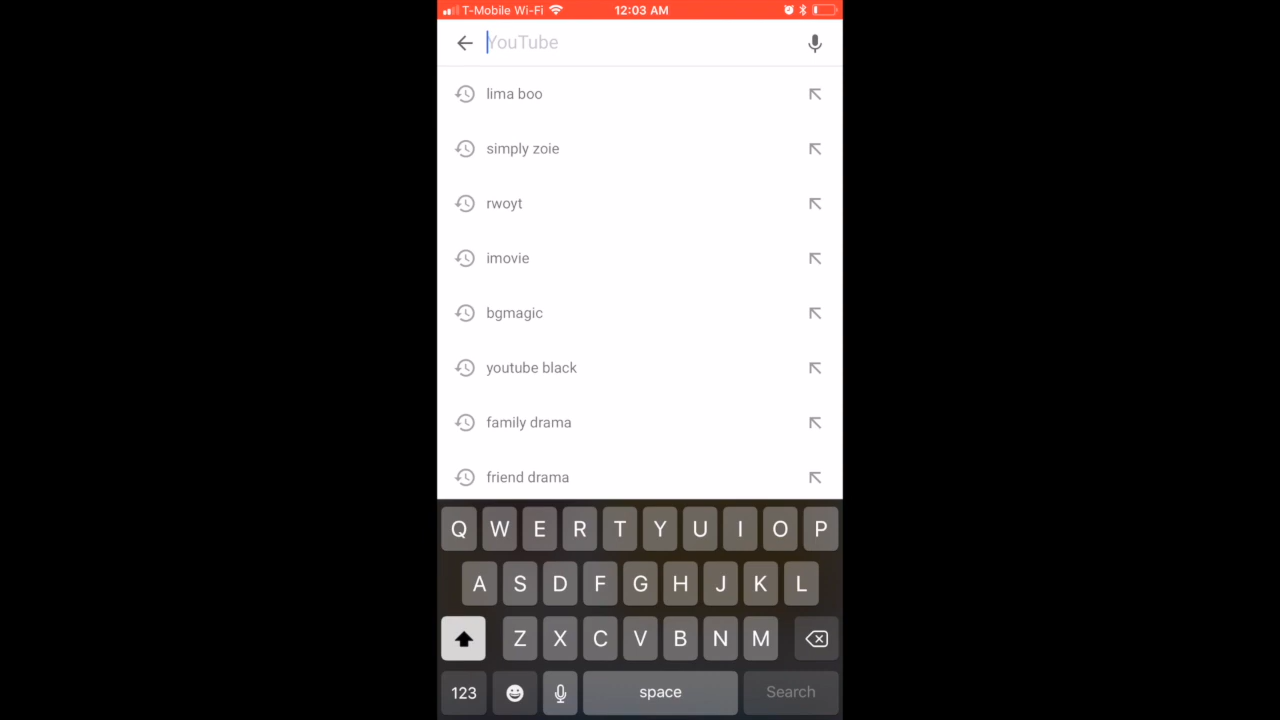 T-Mobile Wi-Fi 12:03 AM
YouTube
lima boo
simply zoie
rwoyt
imovie
bgmagic
youtube black
family drama
friend drama
Q W E R T Y U I O P
A S D F G H J K L
Z X C V B N M
123 space Search